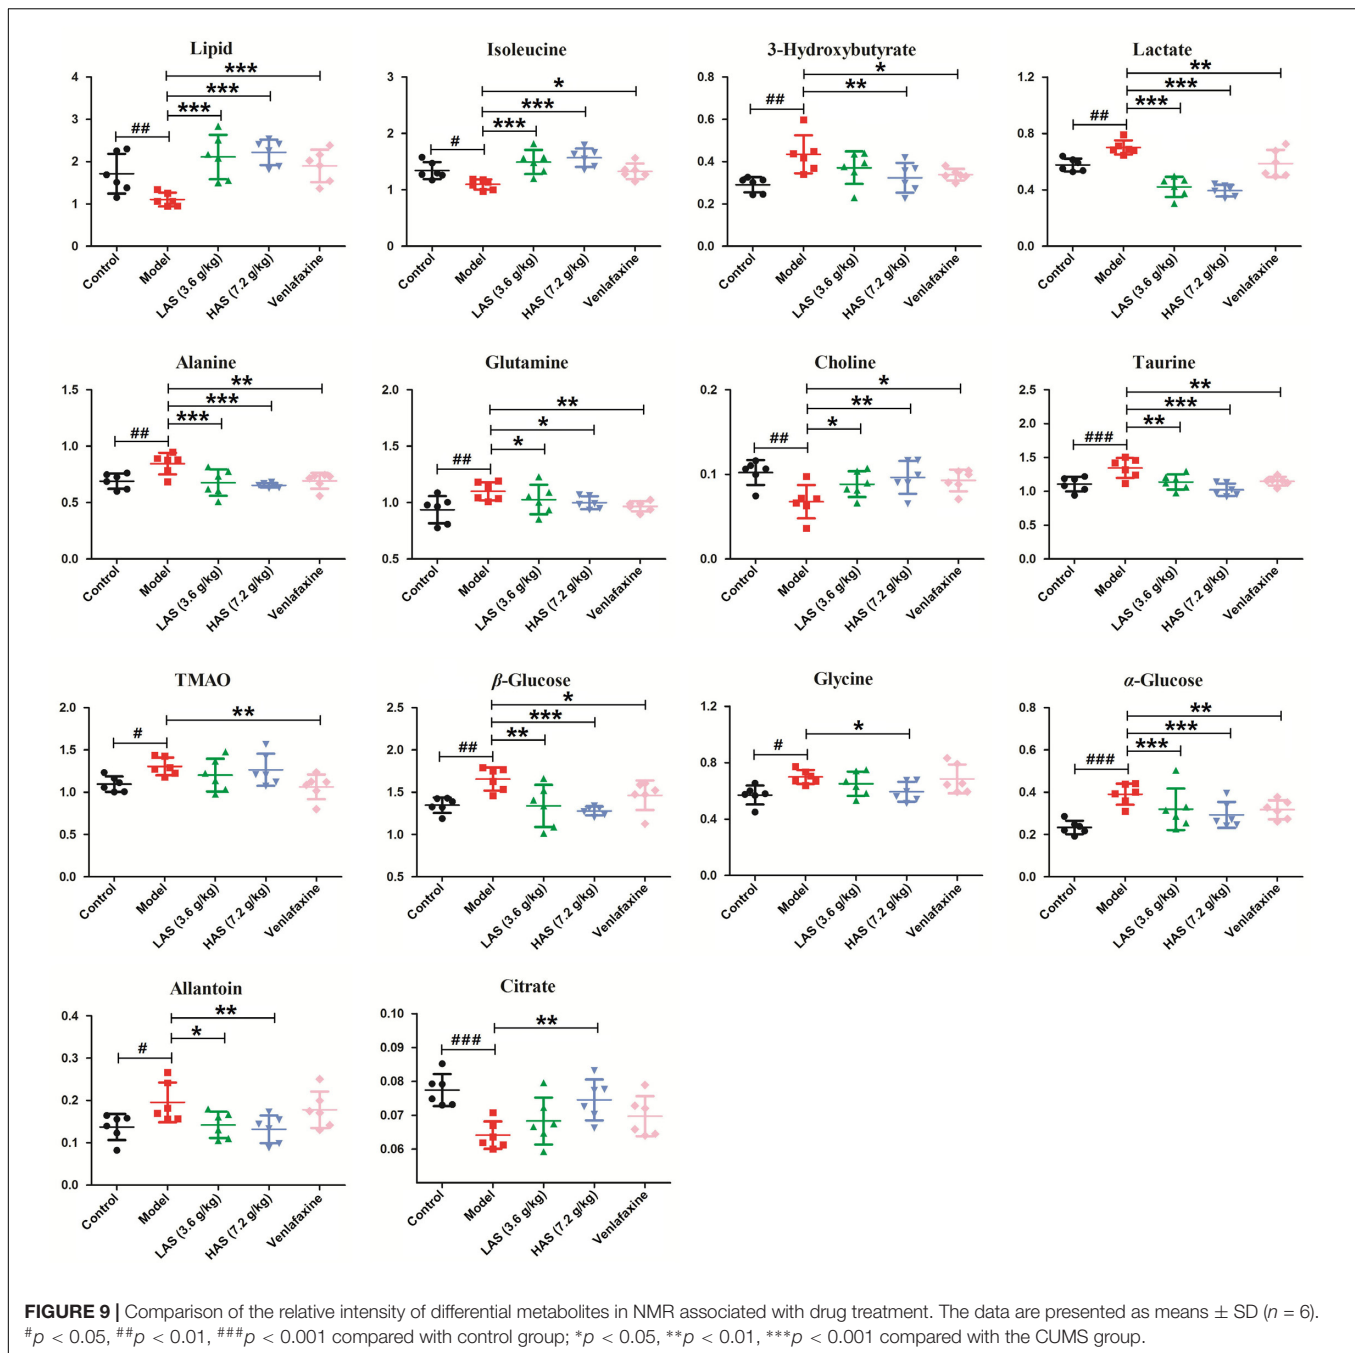 Lipid
***
***
***
##
4
3
2
1
0
Control
Model
LAS (3.6 g/kg)
HAS (7.2 g/kg)
Venlafaxine
Isoleucine
*
***
***
#
3
2
1
0
Control
Model
LAS (3.6 g/kg)
HAS (7.2 g/kg)
Venlafaxine
3-Hydroxybutyrate
*
**
##
0.8
0.6
0.4
0.2
0.0
Control
Model
LAS (3.6 g/kg)
HAS (7.2 g/kg)
Venlafaxine
Lactate
**
***
***
##
1.2
0.8
0.4
0.0
Control
Model
LAS (3.6 g/kg)
HAS (7.2 g/kg)
Venlafaxine
Alanine
**
***
***
##
1.5
1.0
0.5
0.0
Control
Model
LAS (3.6 g/kg)
HAS (7.2 g/kg)
Venlafaxine
Glutamine
**
*
*
##
2.0
1.5
1.0
0.5
Control
Model
LAS (3.6 g/kg)
HAS (7.2 g/kg)
Venlafaxine
Choline
*
**
*
##
0.2
0.1
0.0
Control
Model
LAS (3.6 g/kg)
HAS (7.2 g/kg)
Venlafaxine
Taurine
**
***
**
###
2.5
2.0
1.5
1.0
0.5
0.0
Control
Model
LAS (3.6 g/kg)
HAS (7.2 g/kg)
Venlafaxine
TMAO
**
#
2.0
1.5
1.0
0.5
0.0
Control
Model
LAS (3.6 g/kg)
HAS (7.2 g/kg)
Venlafaxine
β-Glucose
*
***
**
##
2.5
2.0
1.5
1.0
0.5
Control
Model
LAS (3.6 g/kg)
HAS (7.2 g/kg)
Venlafaxine
Glycine
*
#
1.2
0.8
0.4
0.0
Control
Model
LAS (3.6 g/kg)
HAS (7.2 g/kg)
Venlafaxine
α-Glucose
**
***
***
###
0.8
0.6
0.4
0.2
0.0
Control
Model
LAS (3.6 g/kg)
HAS (7.2 g/kg)
Venlafaxine
Allantoin
**
*
#
0.4
0.3
0.2
0.1
0.0
Control
Model
LAS (3.6 g/kg)
HAS (7.2 g/kg)
Venlafaxine
Citrate
**
###
0.10
0.09
0.08
0.07
0.06
Control
Model
LAS (3.6 g/kg)
HAS (7.2 g/kg)
Venlafaxine
FIGURE 9 | Comparison of the relative intensity of differential metabolites in NMR associated with drug treatment. The data are presented as means ± SD (n = 6).
#p < 0.05, ##p < 0.01, ###p < 0.001 compared with control group; *p < 0.05, **p < 0.01, ***p < 0.001 compared with the CUMS group.